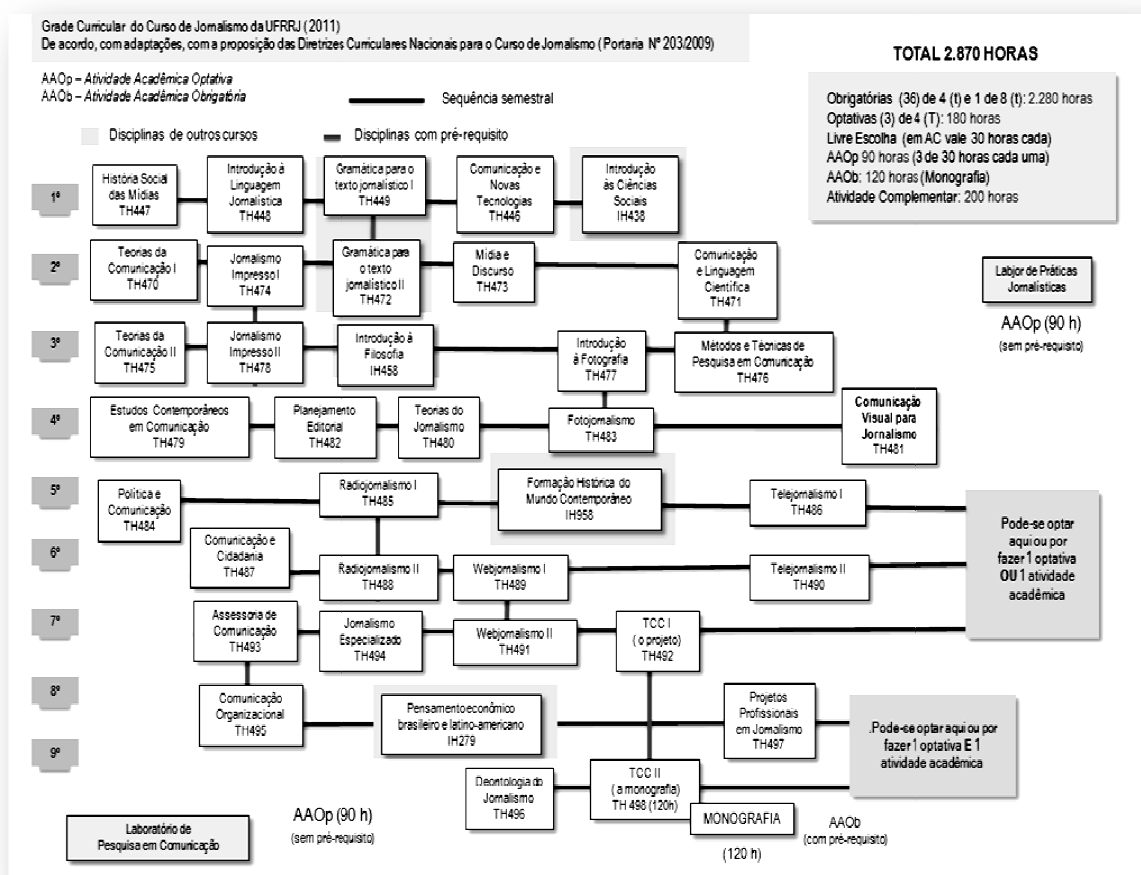 Grade Curricular do Curso de Jornalismo da UFRRJ (2011)
De acordo, com adaptações, com a proposição das Diretrizes Curriculares Nacionais para o Curso de Jornalismo ( Portaria Nº 203/2009)
AAOp – Atividade Acadêmica Optativa
AAOb – Atividade Acadêmica Obrigatória
Sequência semestral
Disciplinas de outros cursos
Disciplinas com pré-requisito
TOTAL 2.870 HORAS
Obrigatórias (36) de 4 (t) e 1 de 8 (t): 2.280 horas
Optativas (3) de 4 (T): 180 horas
Livre Escolha (em AC vale 30 horas cada)
AAOp 90 horas (3 de 30 horas cada uma)
AAOb: 120 horas (Monografia)
Atividade Complementar: 200 horas
1º
História Social
das Mídias
TH447
Introdução à
Linguagem
Jornalística
TH448
Gramática para o
texto jornalístico I
TH449
Comunicação e
Novas
Tecnologias
TH446
Introdução
às Ciências
Sociais
IH438
2º
Teorias da
Comunicação I
TH470
Jornalismo
Impresso I
TH474
Gramática para
o texto
jornalístico II
TH472
Mídia e
Discurso
TH473
Comunicação
e Linguagem
Científica
TH471
Labjor de Práticas
Jornalísticas
AAOp (90 h)
(sem pré-requisito)
3º
Teorias da
Comunicação II
TH475
Jornalismo
Impresso II
TH478
Introdução à
Filosofia
IH458
Introdução
à Fotografia
TH477
Métodos e Técnicas de
Pesquisa em Comunicação
TH476
4º
Estudos Contemporâneos
em Comunicação
TH479
Planejamento
Editorial
TH482
Teorias do
Jornalismo
TH480
Fotojornalismo
TH483
Comunicação
Visual para
Jornalismo
TH481
5º
Política e
Comunicação
TH484
Radiojornalismo I
TH485
Formação Histórica do
Mundo Contemporâneo
IH958
Telejornalismo I
TH486
Pode-se optar
aqui ou por
fazer 1 optativa
OU 1 atividade
acadêmica
6º
Comunicação e
Cidadania
TH487
Radiojornalismo II
TH488
Webjornalismo I
TH489
Telejornalismo II
TH490
7º
Assessoria de
Comunicação
TH493
Jornalismo
Especializado
TH494
Webjornalismo II
TH491
TCC I
( o projeto)
TH492
8º
Comunicação
Organizacional
TH495
Pensamento econômico
brasileiro e latino-americano
IH279
Projetos
Profissionais
em Jornalismo
TH497
.Pode-se optar aqui ou por
fazer 1 optativa E 1
atividade acadêmica
9º
Deontologia do
Jornalismo
TH496
TCC II
( a monografia)
TH 498 (120h)
MONOGRAFIA
(120 h)
AAOb
(com pré-requisito)
Laboratório de
Pesquisa em Comunicação
AAOp (90 h)
(sem pré-requisito)